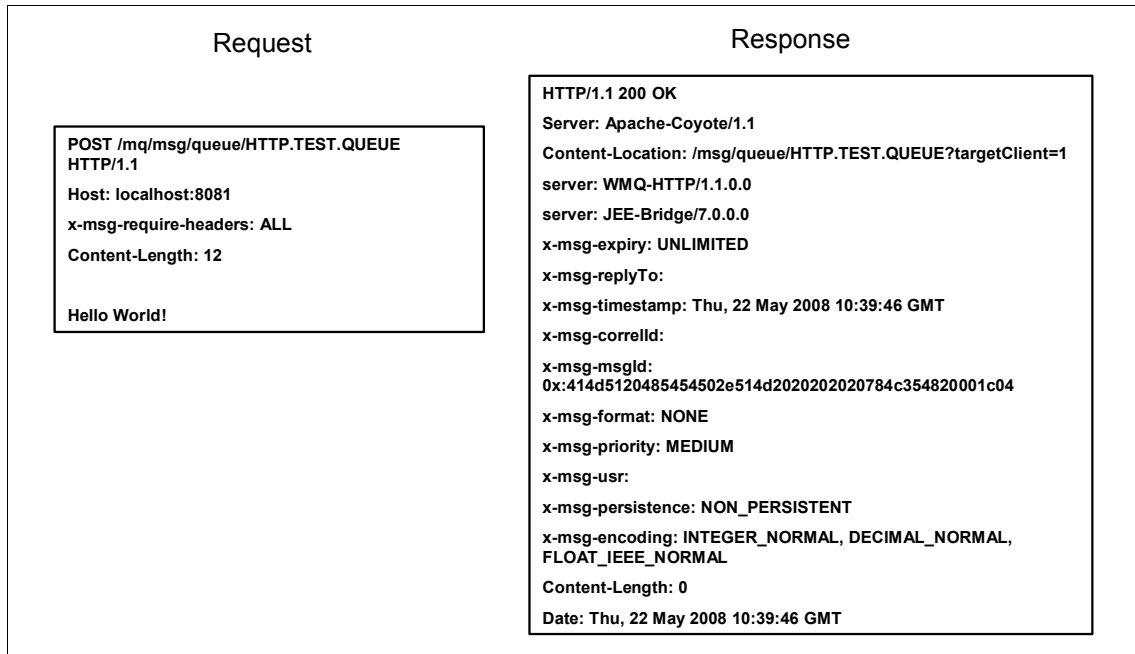 Request
POST /mq/msg/queue/HTTP.TEST.QUEUE
HTTP/1.1
Host: localhost:8081
x-msg-require-headers: ALL
Content-Length: 12
Hello World!
Response
HTTP/1.1 200 OK
Server: Apache-Coyote/1.1
Content-Location: /msg/queue/HTTP.TEST.QUEUE?targetClient=1
server: WMQ-HTTP/1.1.0.0
server: JEE-Bridge/7.0.0.0
x-msg-expiry: UNLIMITED
x-msg-replyTo:
x-msg-timestamp: Thu, 22 May 2008 10:39:46 GMT
x-msg-correlId:
x-msg-msgId:
0x:414d5120485454502e514d2020202020784c354820001c04
x-msg-format: NONE
x-msg-priority: MEDIUM
x-msg-usr:
x-msg-persistence: NON_PERSISTENT
x-msg-encoding: INTEGER_NORMAL, DECIMAL_NORMAL,
FLOAT_IEEE_NORMAL
Content-Length: 0
Date: Thu, 22 May 2008 10:39:46 GMT